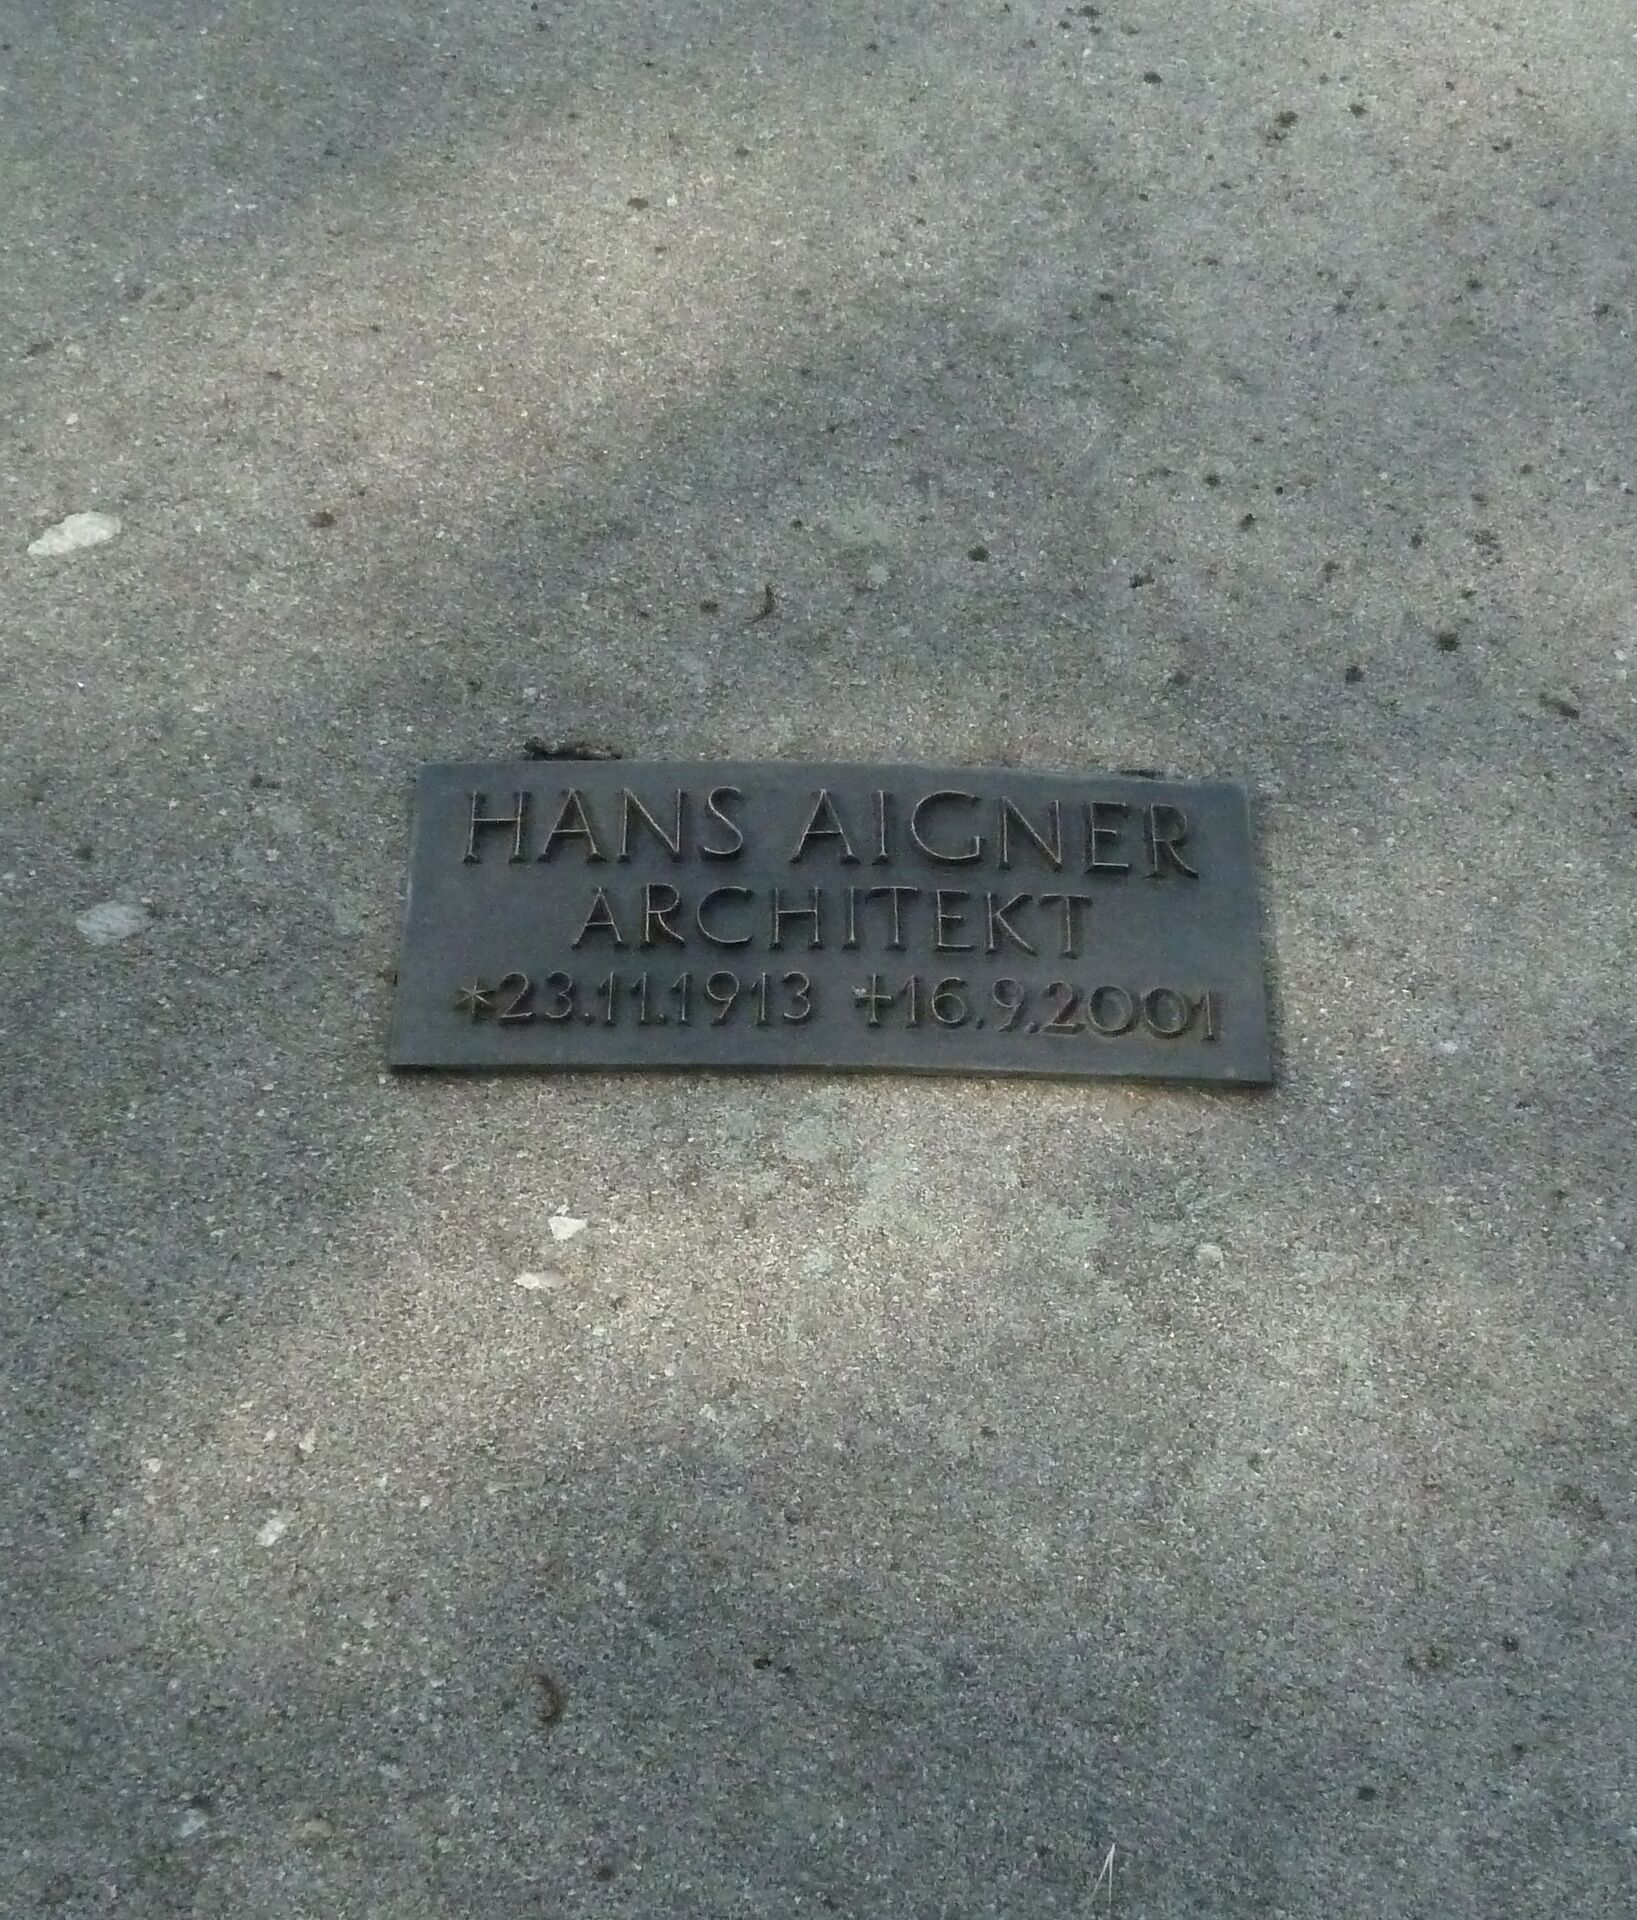 HANS AIGNER
ARCHITEKT
*23.11.1913 †16.9.2001